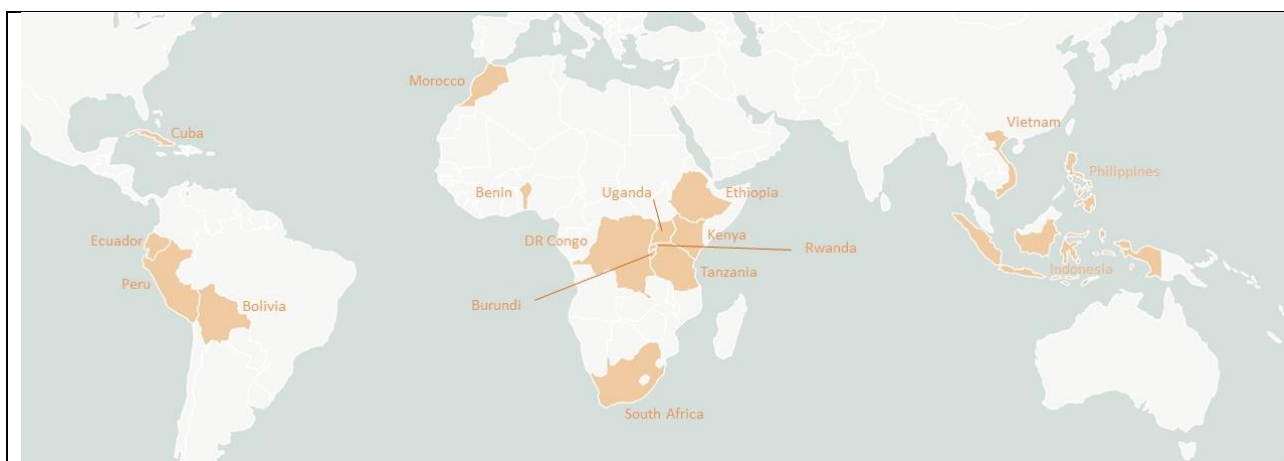 Morocco
Cuba
Vietnam
Philippines
Benin
Uganda
Ethiopia
Ecuador
DR Congo
Kenya
Rwanda
Peru
Tanzania
Indonesia
Burundi
Bolivia
South Africa